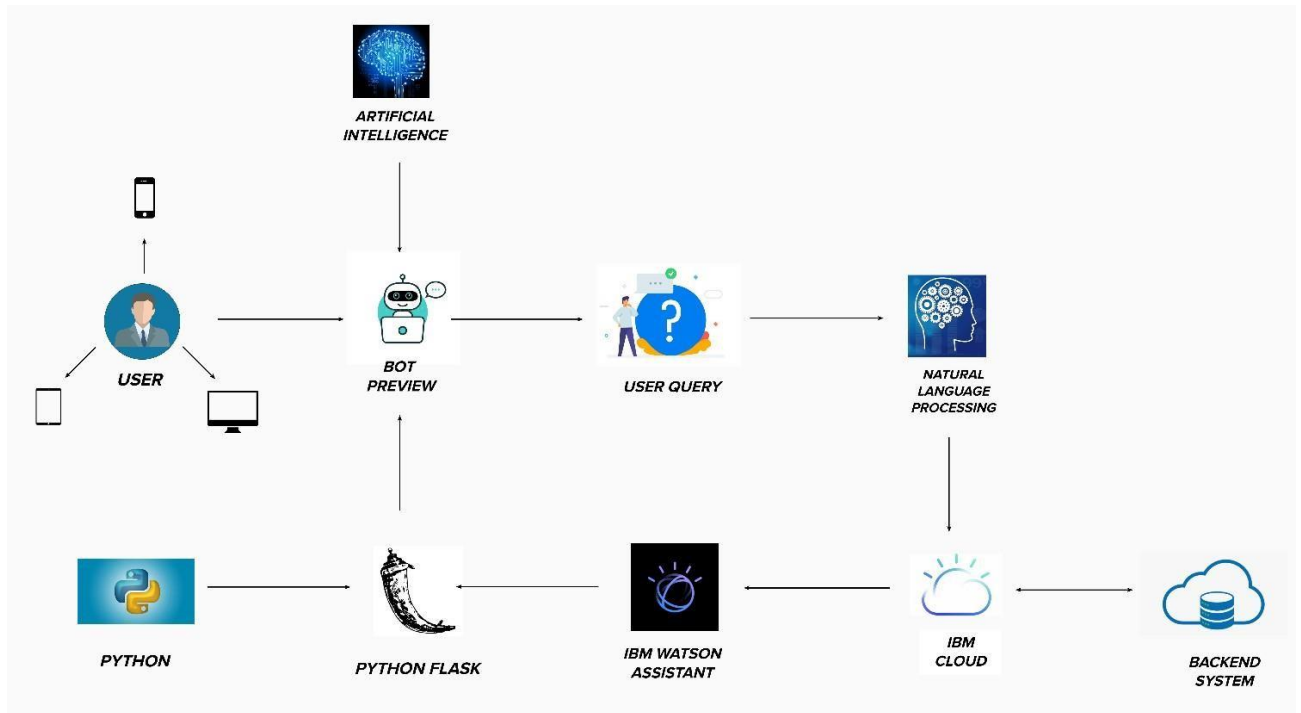 ARTIFICIAL
INTELLIGENCE
USER
BOT
PREVIEW
USER QUERY
NATURAL
LANGUAGE
PROCESSING
PYTHON
PYTHON FLASK
IBM WATSON
ASSISTANT
IBM
CLOUD
BACKEND
SYSTEM